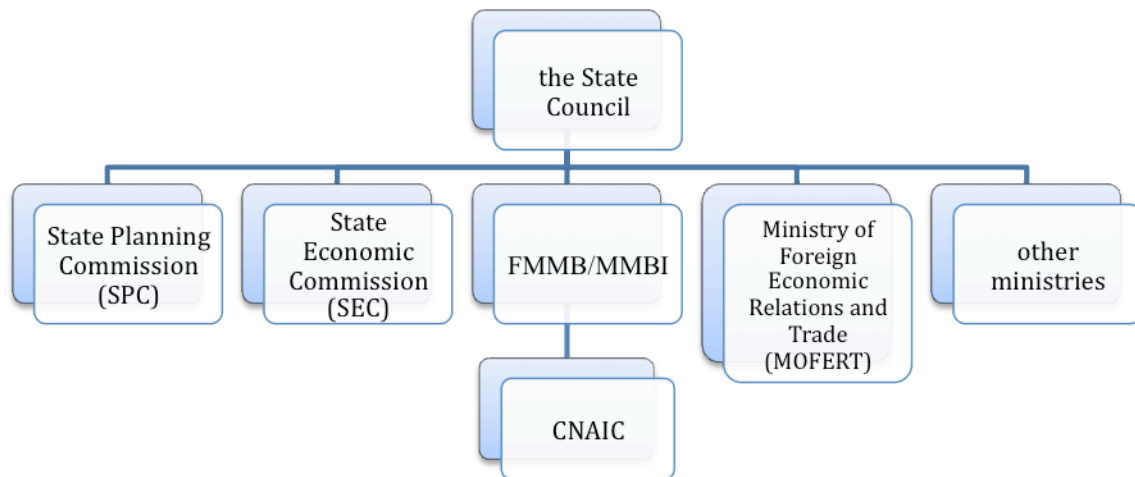 the State
Council
State Planning
Commission
(SPC)
State
Economic
Commission
(SEC)
FMMB/MMBI
Ministry of
Foreign
Economic
Relations and
Trade
(MOFERT)
other
ministries
CNAIC